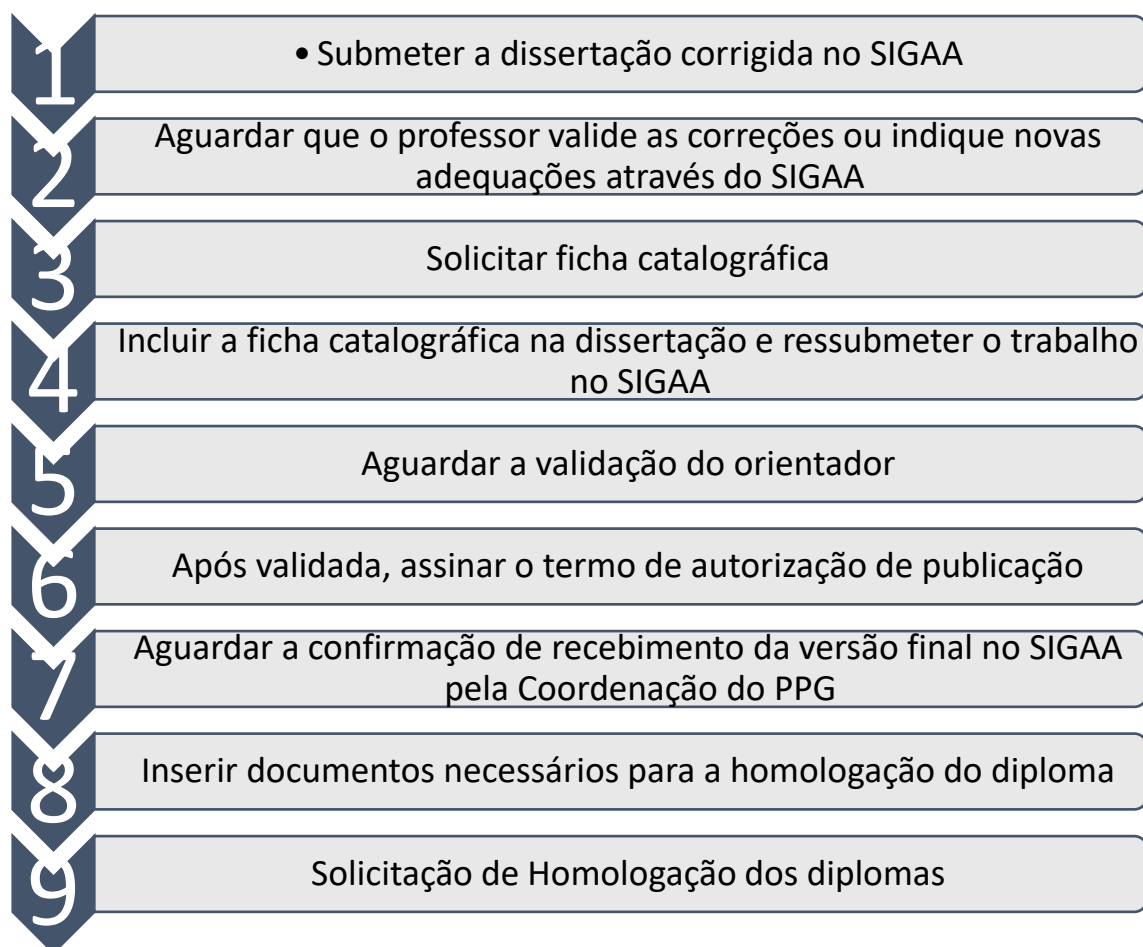 1
• Submeter a dissertação corrigida no SIGAA
2
Aguardar que o professor valide as correções ou indique novas
adequações através do SIGAA
3
Solicitar ficha catalográfica
4
Incluir a ficha catalográfica na dissertação e ressubmeter o trabalho
no SIGAA
5
Aguardar a validação do orientador
6
Após validada, assinar o termo de autorização de publicação
7
Aguardar a confirmação de recebimento da versão final no SIGAA
pela Coordenação do PPG
8
Inserir documentos necessários para a homologação do diploma
9
Solicitação de Homologação dos diplomas